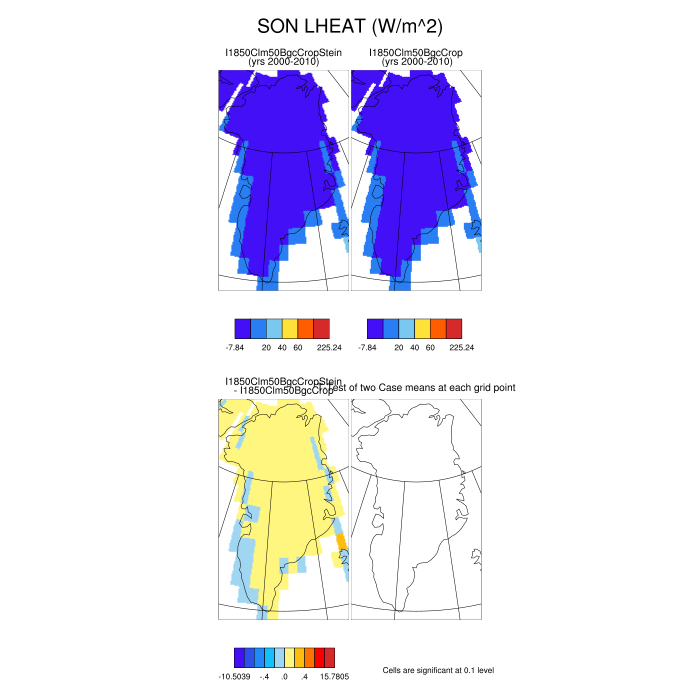 SON LHEAT (W/m^2)
I1850Clm50BgcCropStein
(yrs 2000-2010)
I1850Clm50BgcCrop
(yrs 2000-2010)
-7.84 20 40 60 225.24
-7.84 20 40 60 225.24
I1850Clm50BgcCropStein
- I1850Clm50BgcCrop
Test of two Case means at each grid point
-10.5039 -.4 .0 .4 15.7805
Cells are significant at 0.1 level